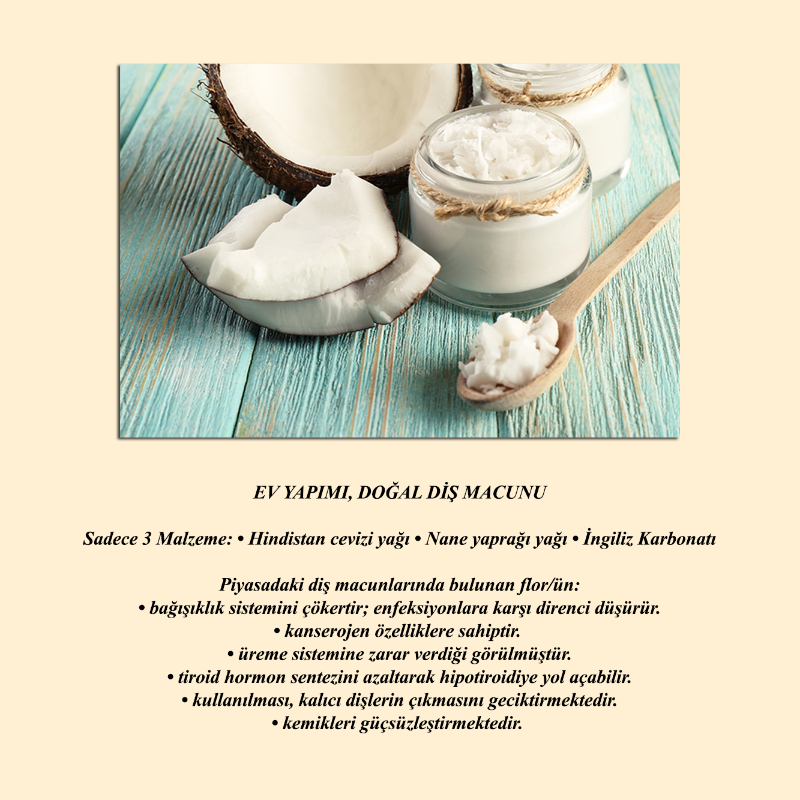 EV YAPIMI, DOĞAL DİŞ MACUNU
Sadece 3 Malzeme: • Hindistan cevizi yağı • Nane yaprağı yağı • İngiliz Karbonatı
Piyasadaki diş macunlarında bulunan flor/ün:
• bağışıklık sistemini çökertir; enfeksiyonlara karşı direnci düşürür.
• kanserojen özelliklere sahiptir.
• üreme sistemine zarar verdiği görülmüştür.
• tiroid hormon sentezini azaltarak hipotiroidiye yol açabilir.
• kullanılması, kalıcı dişlerin çıkmasını geciktirmektedir.
• kemikleri güçsüzleştirmektedir.